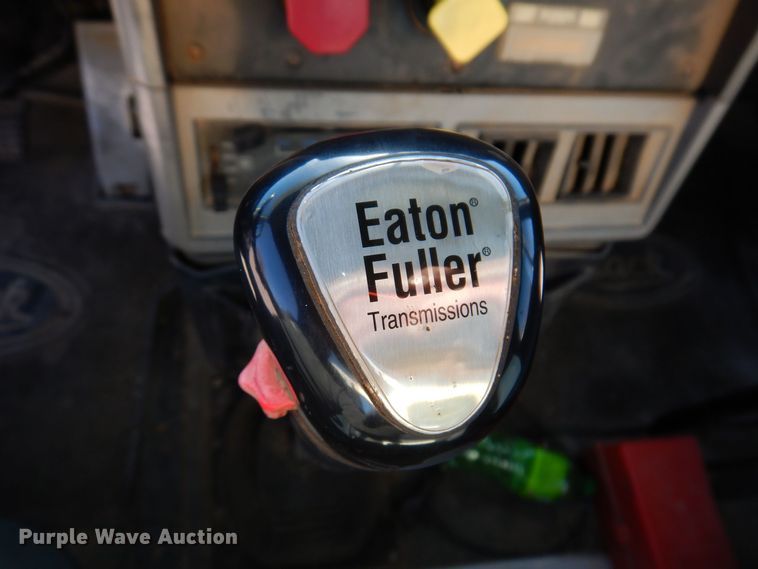 Eaton®
Fuller®
Transmissions
Purple Wave Auction